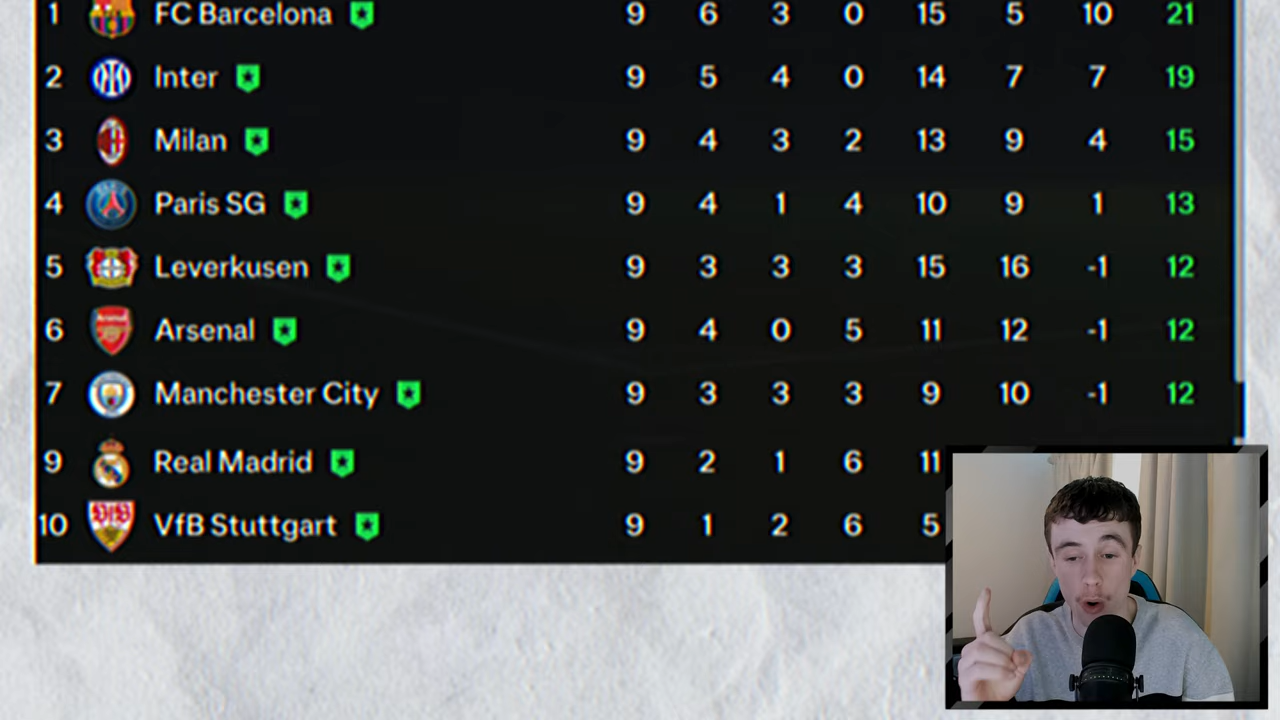 1 FC Barcelona 9 6 3 0 15 5 10 21
2 Inter 9 5 4 0 14 7 7 19
3 Milan 9 4 3 2 13 9 4 15
4 Paris SG 9 4 1 4 10 9 1 13
5 Leverkusen 9 3 3 3 15 16 -1 12
6 Arsenal 9 4 0 5 11 12 -1 12
7 Manchester City 9 3 3 3 9 10 -1 12
9 Real Madrid 9 2 1 6 11
10 VfB Stuttgart 9 1 2 6 5